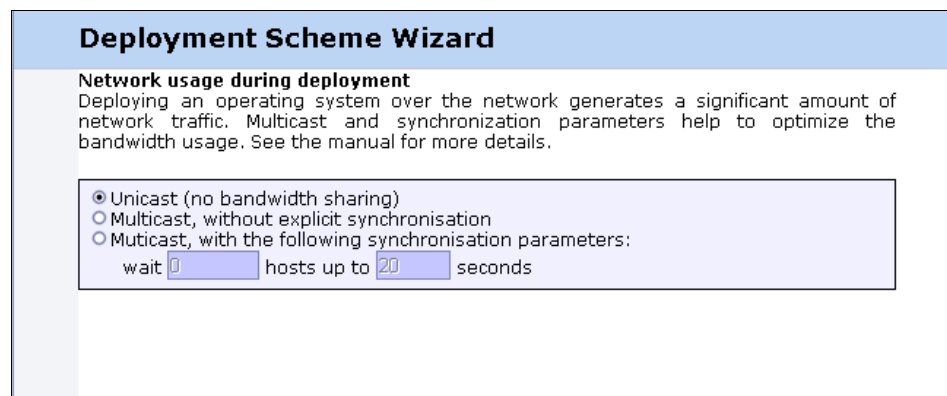 Deployment Scheme Wizard
Network usage during deployment
Deploying an operating system over the network generates a significant amount of
network traffic. Multicast and synchronization parameters help to optimize the
bandwidth usage. See the manual for more details.
Unicast (no bandwidth sharing)
Multicast, without explicit synchronisation
Muticast, with the following synchronisation parameters:
wait 0 hosts up to 20 seconds